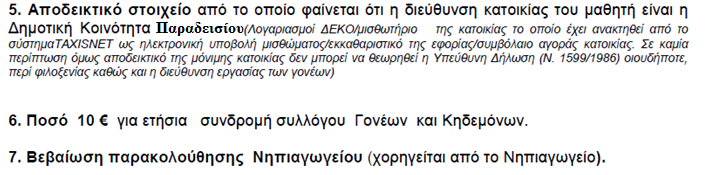 5. Αποδεικτικό στοιχείο από το οποίο φαίνεται ότι η διεύθυνση κατοικίας του μαθητή είναι η
Δημοτική Κοινότητα Παραδεισίου(Λογαριασμοί ΔΕΚΟ/μισθωτήριο της κατοικίας το οποίο έχει ανακτηθεί από το
σύστημαTAXISNET ως ηλεκτρονική υποβολή μισθώματος/εκκαθαριστικό της εφορίας/συμβόλαιο αγοράς κατοικίας. Σε καμία
περίπτωση όμως αποδεικτικό της μόνιμης κατοικίας δεν μπορεί να θεωρηθεί η Υπεύθυνη Δήλωση (Ν. 1599/1986) οιουδήποτε,
περί φιλοξενίας καθώς και η διεύθυνση εργασίας των γονέων)
6. Ποσό 10 € για ετήσια συνδρομή συλλόγου Γονέων και Κηδεμόνων.
7. Βεβαίωση παρακολούθησης Νηπιαγωγείου (χορηγείται από το Νηπιαγωγείο).